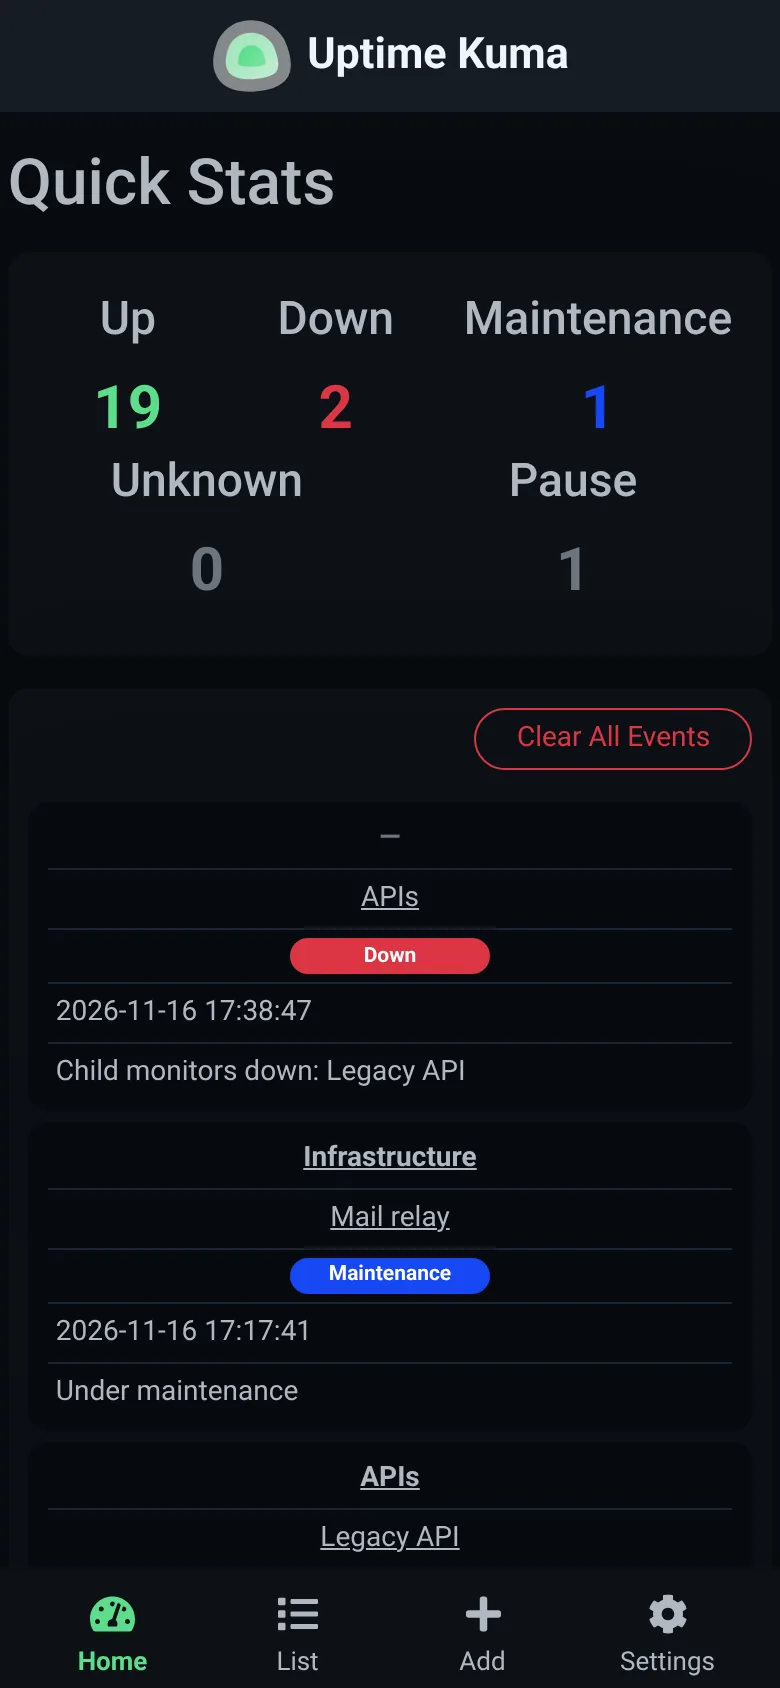 Uptime Kuma
Quick Stats
Up Down Maintenance
19 2 1
Unknown Pause
0 1
Clear All Events
–
APIs
Down
2026-11-16 17:38:47
Child monitors down: Legacy API
Infrastructure
Mail relay
Maintenance
2026-11-16 17:17:41
Under maintenance
APIs
Legacy API
Home List Add Settings